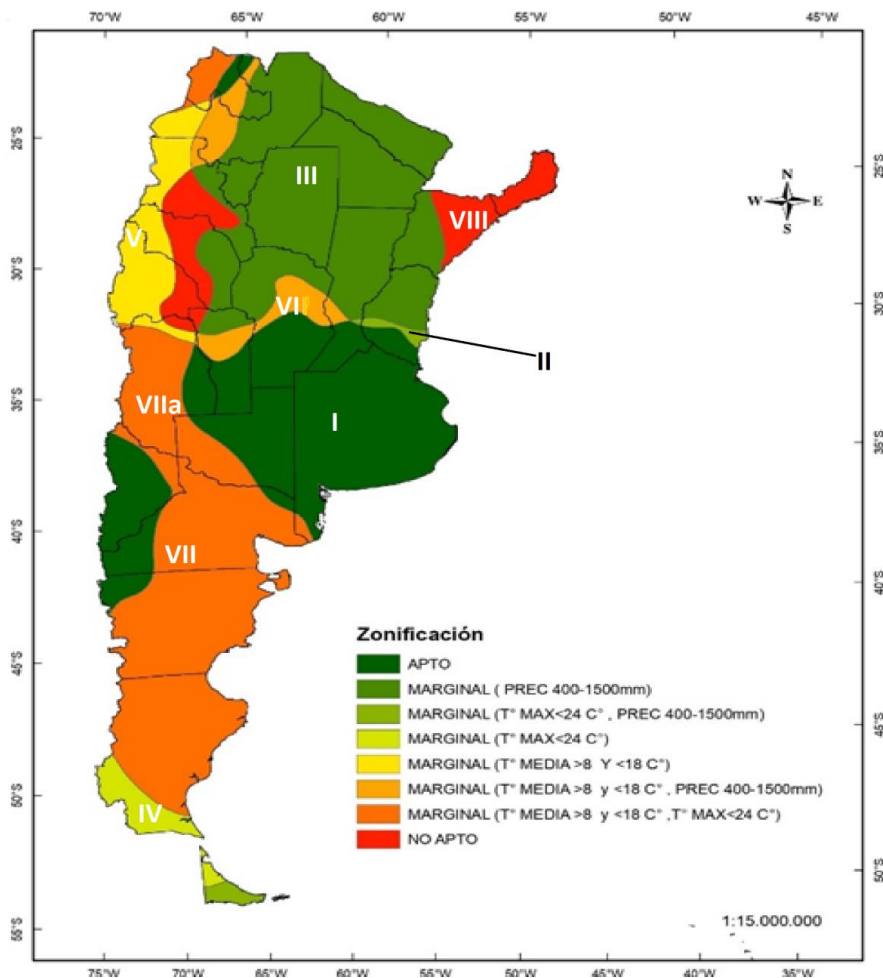 70°W 65°W 60°W 55°W 50°W 45°W
25°S 30°S 35°S 40°S 45°S 50°S 55°S
25°S 30°S 35°S 40°S 45°S 50°S
N
W E
S
III
VIII
V
VI
II
VIIa
I
VII
IV
Zonificación
APTO
MARGINAL ( PREC 400-1500mm)
MARGINAL (T° MAX<24 C° , PREC 400-1500mm)
MARGINAL (T° MAX<24 C°)
MARGINAL (T° MEDIA >8 Y <18 C°)
MARGINAL (T° MEDIA >8 y <18 C° , PREC 400-1500mm)
MARGINAL (T° MEDIA >8 y <18 C° ,T° MAX<24 C°)
NO APTO
1:15.000.000
75°W 70°W 65°W 60°W 55°W 50°W 45°W 40°W 35°W